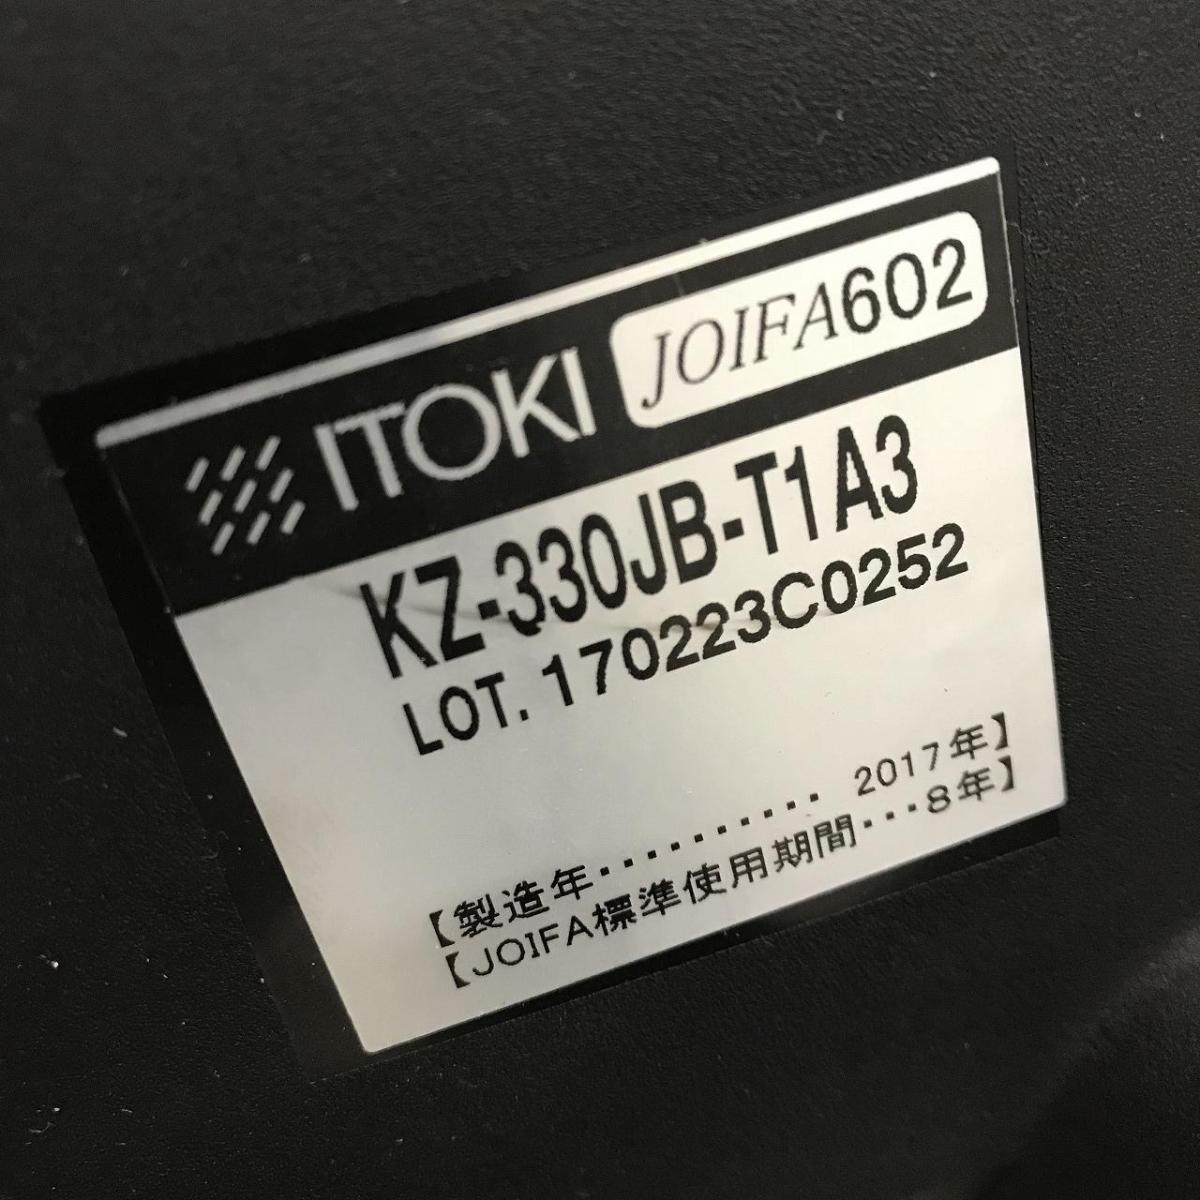 ITOKI JOIFA602
KZ-330JB-T1A3
LOT. 170223C0252
【製造年・・・・・・・・・・ 2017年】
【JOIFA標準使用期間・・・8年】